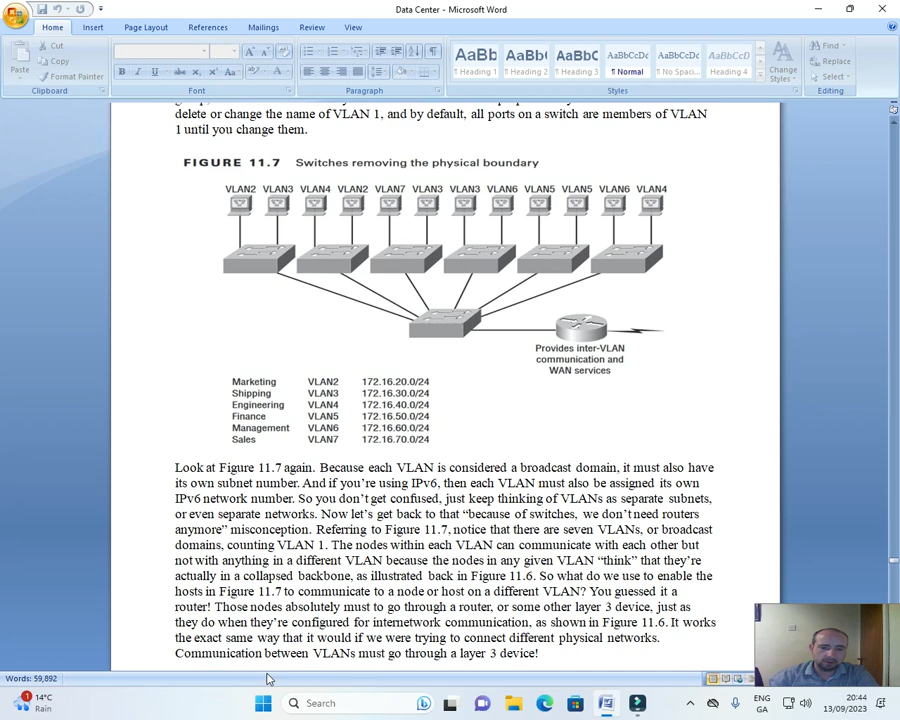 Data Center - Microsoft Word
Home Insert Page Layout References Mailings Review View
Paste
Cut
Copy
Format Painter
Clipboard
Font
Paragraph
AaBb AaBb( AaBbC AaBbCcDc AaBbCcDc AaBbCcD
Heading 1 Heading 2 Heading 3 ¶ Normal ¶ No Spaci... Heading 4
Change
Styles
Styles
Find
Replace
Select
Editing
delete or change the name of VLAN 1, and by default, all ports on a switch are members of VLAN
1 until you change them.
FIGURE 11.7 Switches removing the physical boundary
VLAN2 VLAN3 VLAN4 VLAN2 VLAN7 VLAN3 VLAN3 VLAN6 VLAN5 VLAN5 VLAN6 VLAN4
Provides inter-VLAN
communication and
WAN services
Marketing VLAN2 172.16.20.0/24
Shipping VLAN3 172.16.30.0/24
Engineering VLAN4 172.16.40.0/24
Finance VLAN5 172.16.50.0/24
Management VLAN6 172.16.60.0/24
Sales VLAN7 172.16.70.0/24
Look at Figure 11.7 again. Because each VLAN is considered a broadcast domain, it must also have
its own subnet number. And if you’re using IPv6, then each VLAN must also be assigned its own
IPv6 network number. So you don’t get confused, just keep thinking of VLANs as separate subnets,
or even separate networks. Now let’s get back to that “because of switches, we don’t need routers
anymore” misconception. Referring to Figure 11.7, notice that there are seven VLANs, or broadcast
domains, counting VLAN 1. The nodes within each VLAN can communicate with each other but
not with anything in a different VLAN because the nodes in any given VLAN “think” that they’re
actually in a collapsed backbone, as illustrated back in Figure 11.6. So what do we use to enable the
hosts in Figure 11.7 to communicate to a node or host on a different VLAN? You guessed it a
router! Those nodes absolutely must to go through a router, or some other layer 3 device, just as
they do when they’re configured for internetwork communication, as shown in Figure 11.6. It works
the exact same way that it would if we were trying to connect different physical networks.
Communication between VLANs must go through a layer 3 device!
Words: 59,892
1
14°C
Rain
Search
ENG
GA
20:44
13/09/2023